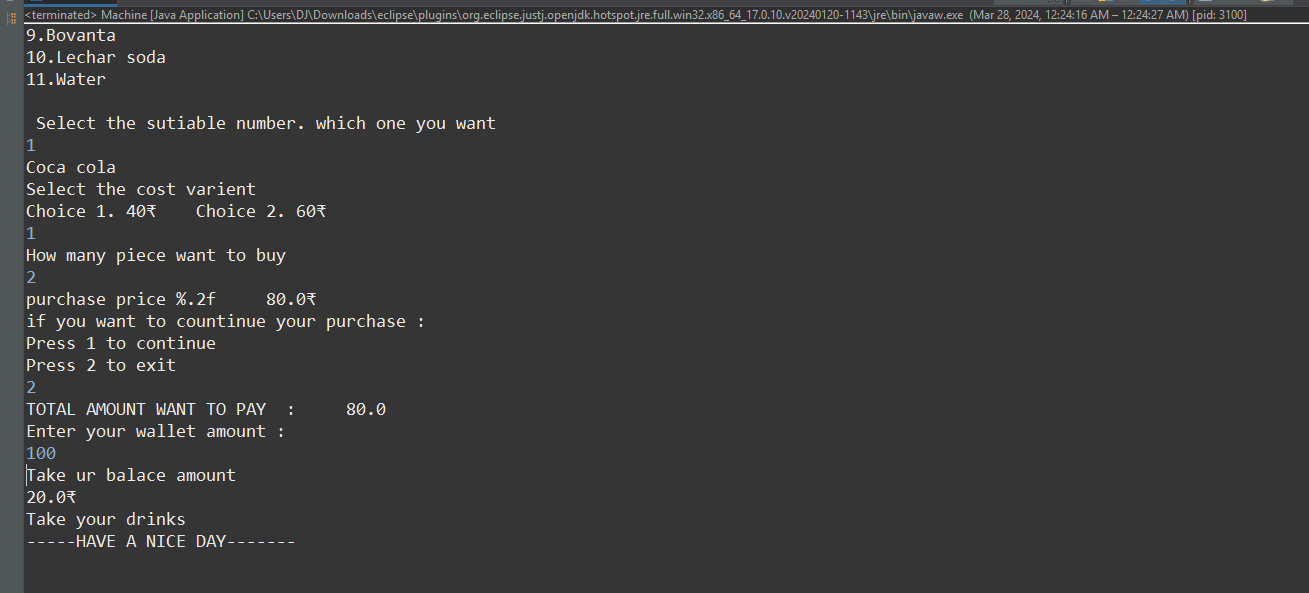 <terminated> Machine [Java Application] C:\Users\DJ\Downloads\eclipse\plugins\org.eclipse.justj.openjdk.hotspot.jre.full.win32.x86_64_17.0.10.v20240120-1143\jre\bin\javaw.exe (Mar 28, 2024, 12:24:16 AM – 12:24:27 AM) [pid: 3100]
9.Bovanta
10.Lechar soda
11.Water
Select the sutiable number. which one you want
1
Coca cola
Select the cost varient
Choice 1. 40₹    Choice 2. 60₹
1
How many piece want to buy
2
purchase price %.2f     80.0₹
if you want to countinue your purchase :
Press 1 to continue
Press 2 to exit
2
TOTAL AMOUNT WANT TO PAY  :     80.0
Enter your wallet amount :
100
Take ur balace amount
20.0₹
Take your drinks
-----HAVE A NICE DAY-------